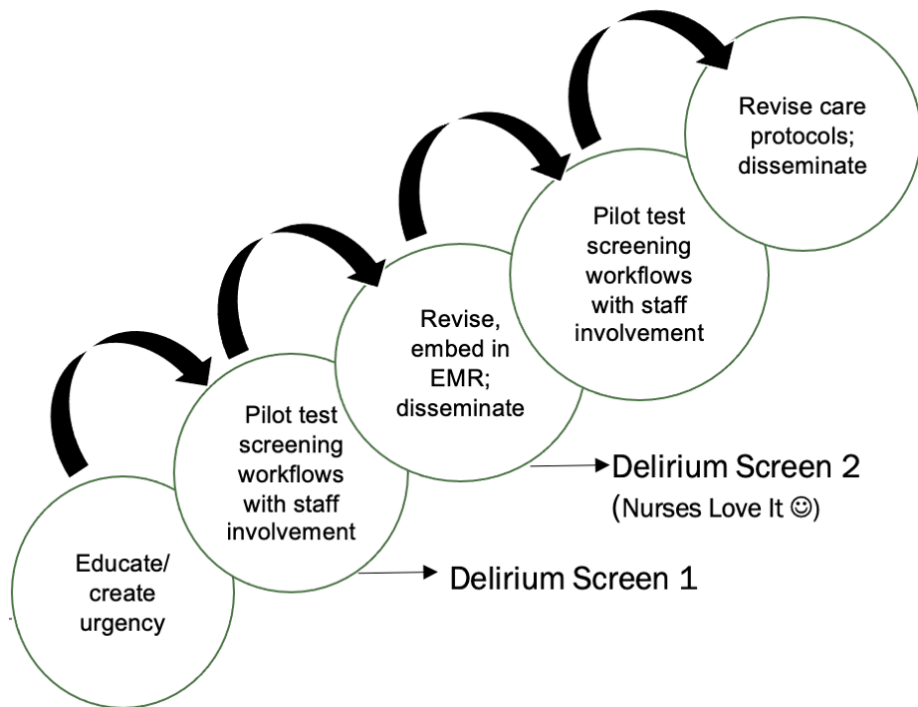 Educate/
create
urgency
Pilot test
screening
workflows
with staff
involvement
Delirium Screen 1
Revise,
embed in
EMR;
disseminate
Delirium Screen 2
(Nurses Love It ☺)
Pilot test
screening
workflows
with staff
involvement
Revise care
protocols;
disseminate